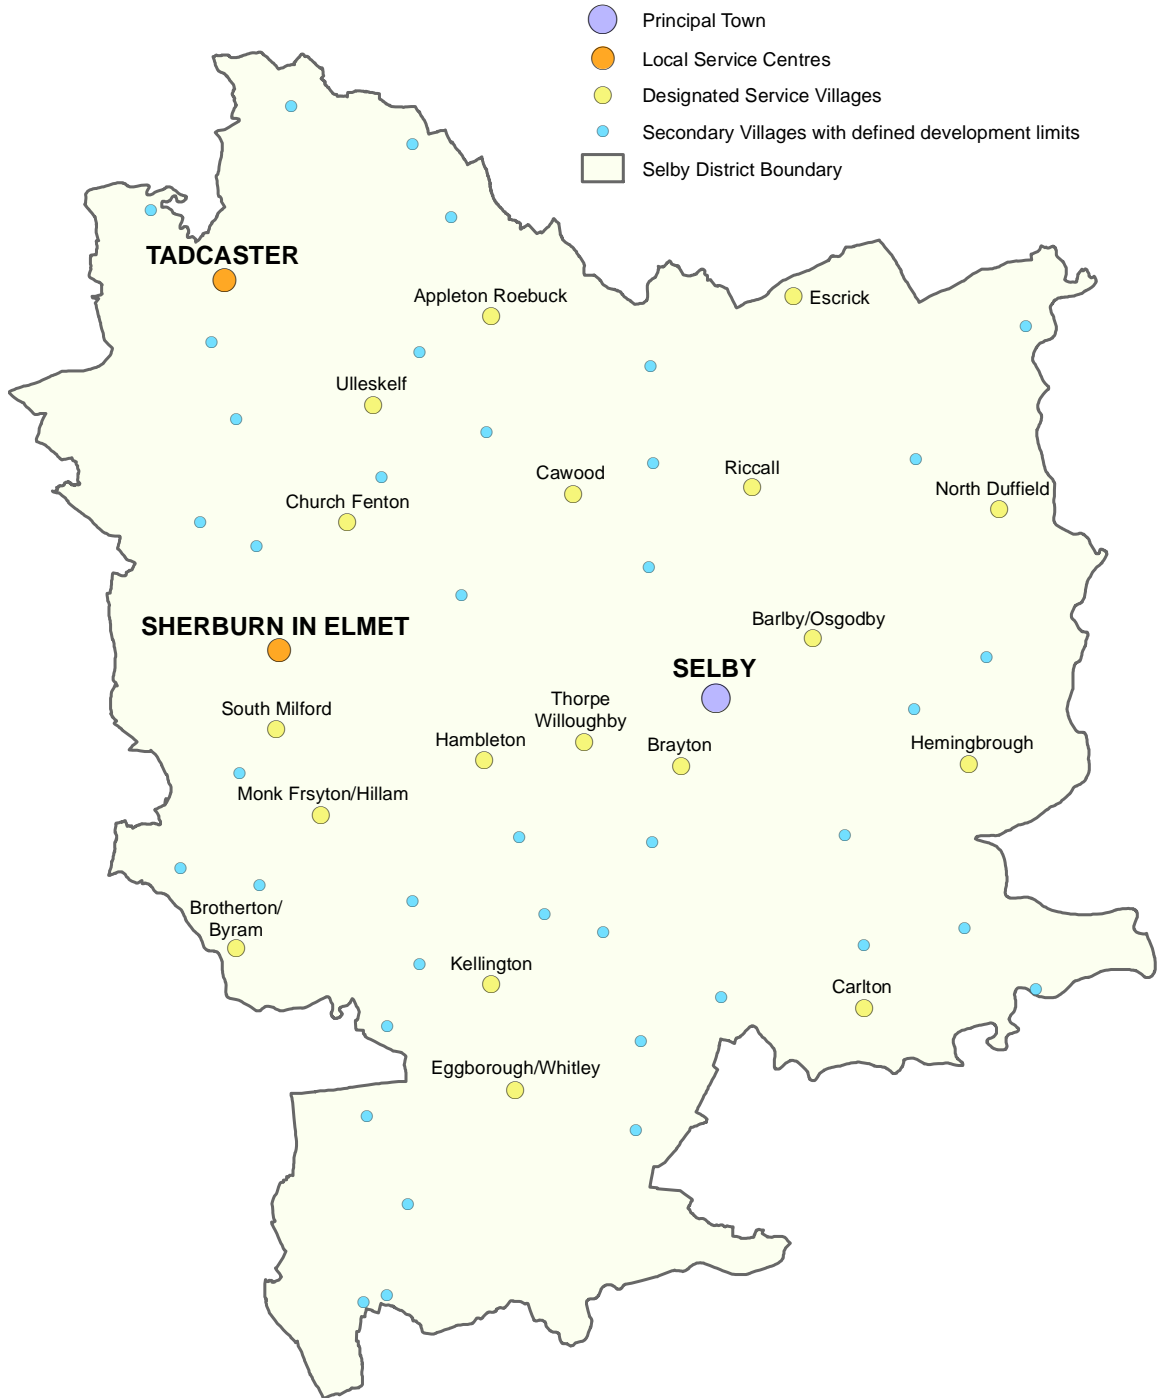 Principal Town
Local Service Centres
Designated Service Villages
Secondary Villages with defined development limits
Selby District Boundary
TADCASTER
Appleton Roebuck
Escrick
Ulleskelf
Cawood
Riccall
North Duffield
Church Fenton
SHERBURN IN ELMET
Barlby/Osgodby
SELBY
South Milford
Thorpe
Willoughby
Hambleton
Brayton
Hemingbrough
Monk Frsyton/Hillam
Brotherton/
Byram
Kellington
Carlton
Eggborough/Whitley